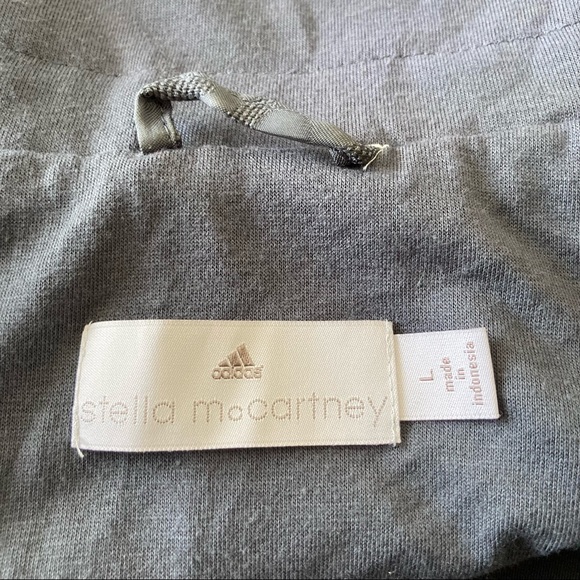 adidas
stella mccartney
L
made
in
indonesia